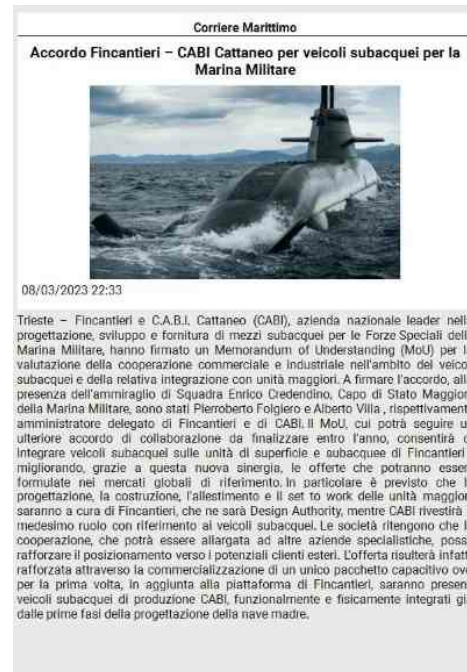 Corriere Marittimo
Accordo Fincantieri – CABI Cattaneo per veicoli subacquei per la
Marina Militare
08/03/2023 22:33
Trieste – Fincantieri e C.A.B.I. Cattaneo (CABI), azienda nazionale leader nell
progettazione, sviluppo e fornitura di mezzi subacquei per le Forze Speciali dell
Marina Militare, hanno firmato un Memorandum of Understanding (MoU) per l
valutazione della cooperazione commerciale e industriale nell'ambito dei veico
subacquei e della relativa integrazione con unità maggiori. A firmare l'accordo, all
presenza dell'ammiraglio di Squadra Enrico Credendino, Capo di Stato Maggior
della Marina Militare, sono stati Pierroberto Folgiero e Alberto Villa , rispettivament
amministratore delegato di Fincantieri e di CABI. Il MoU, cui potrà seguire u
ulteriore accordo di collaborazione da finalizzare entro l'anno, consentirà d
integrare veicoli subacquei sulle unità di superficie e subacquee di Fincantieri
migliorando, grazie a questa nuova sinergia, le offerte che potranno esser
formulate nei mercati globali di riferimento. In particolare è previsto che l
progettazione, la costruzione, l'allestimento e il set to work delle unità maggior
saranno a cura di Fincantieri, che ne sarà Design Authority, mentre CABI rivestirà
medesimo ruolo con riferimento ai veicoli subacquei. Le società ritengono che l
cooperazione, che potrà essere allargata ad altre aziende specialistiche, poss
rafforzare il posizionamento verso i potenziali clienti esteri. L'offerta risulterà infatt
rafforzata attraverso la commercializzazione di un unico pacchetto capacitivo ove
per la prima volta, in aggiunta alla piattaforma di Fincantieri, saranno presen
veicoli subacquei di produzione CABI, funzionalmente e fisicamente integrati gi
dalle prime fasi della progettazione della nave madre.